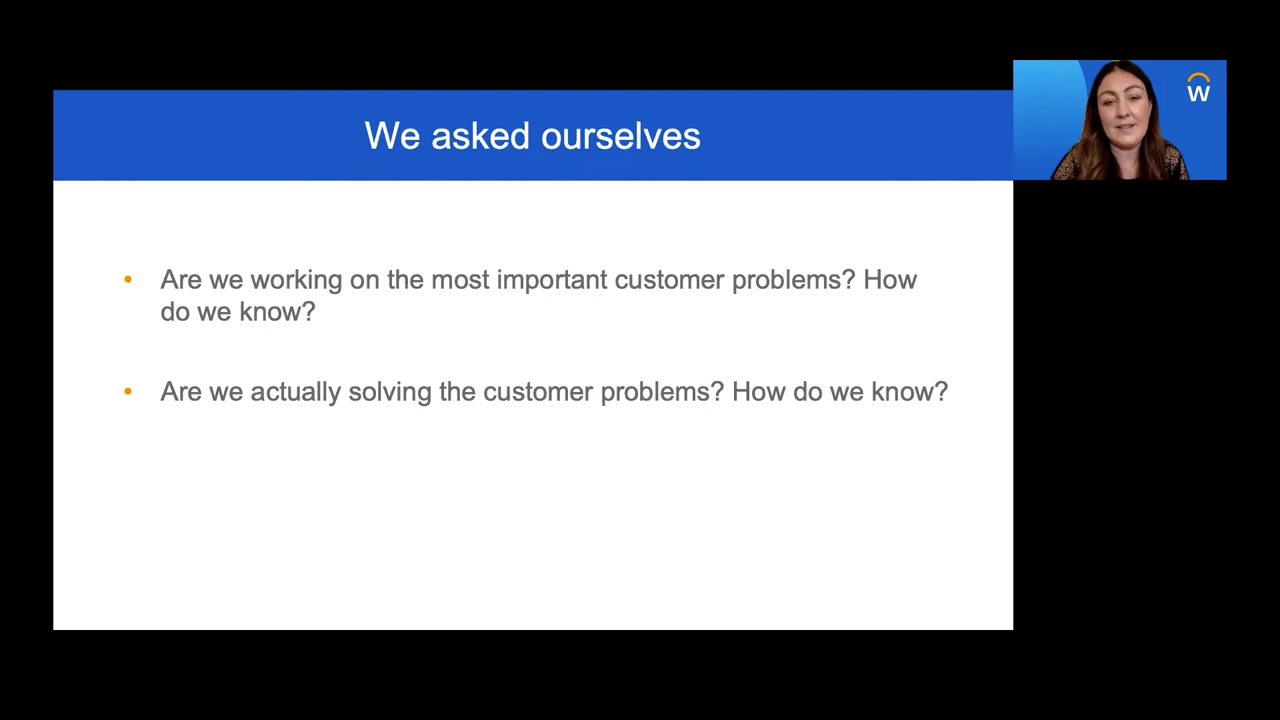 We asked ourselves
W
• Are we working on the most important customer problems? How
do we know?
• Are we actually solving the customer problems? How do we know?